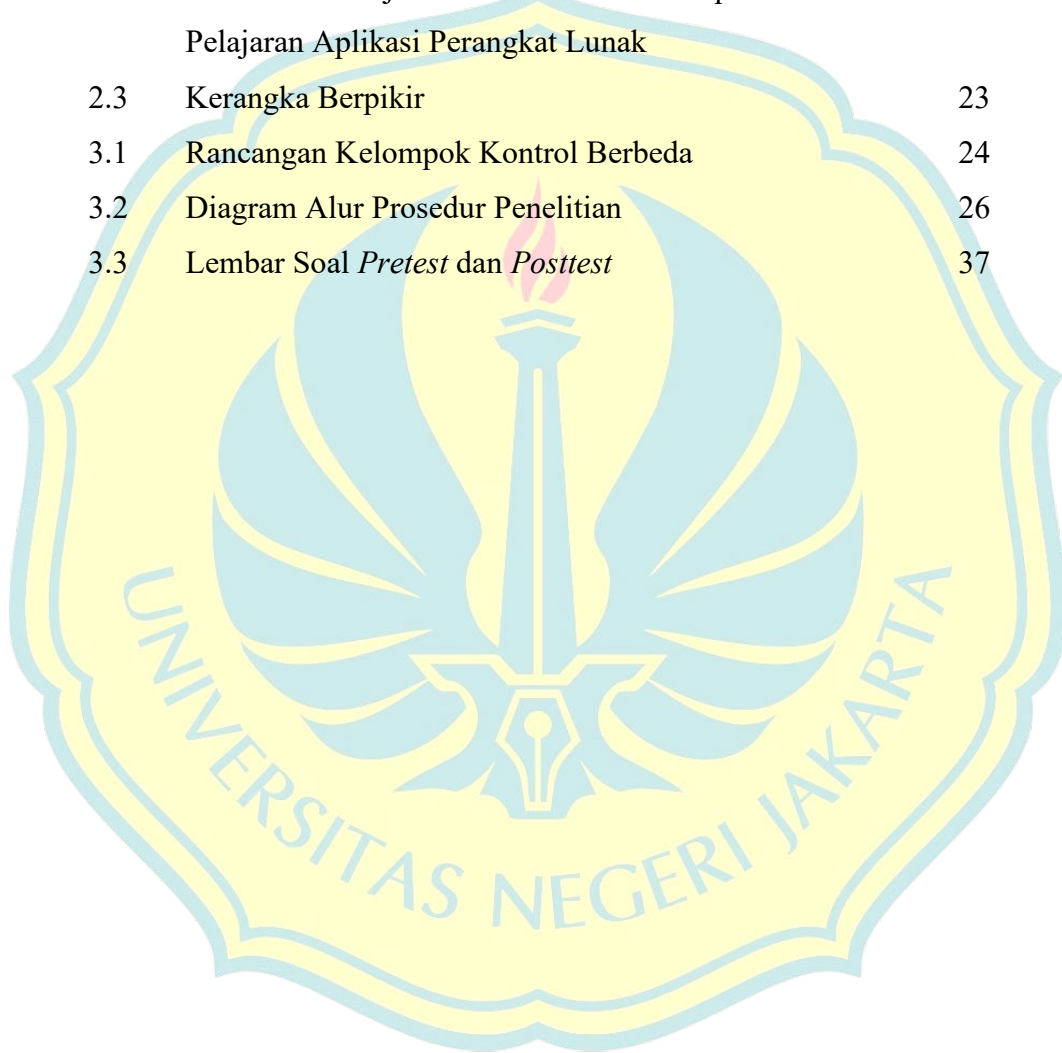 Pelajaran Aplikasi Perangkat Lunak
2.3 Kerangka Berpikir 23
3.1 Rancangan Kelompok Kontrol Berbeda 24
3.2 Diagram Alur Prosedur Penelitian 26
3.3 Lembar Soal Pretest dan Posttest 37
UNIVERSITAS NEGERI JAKARTA